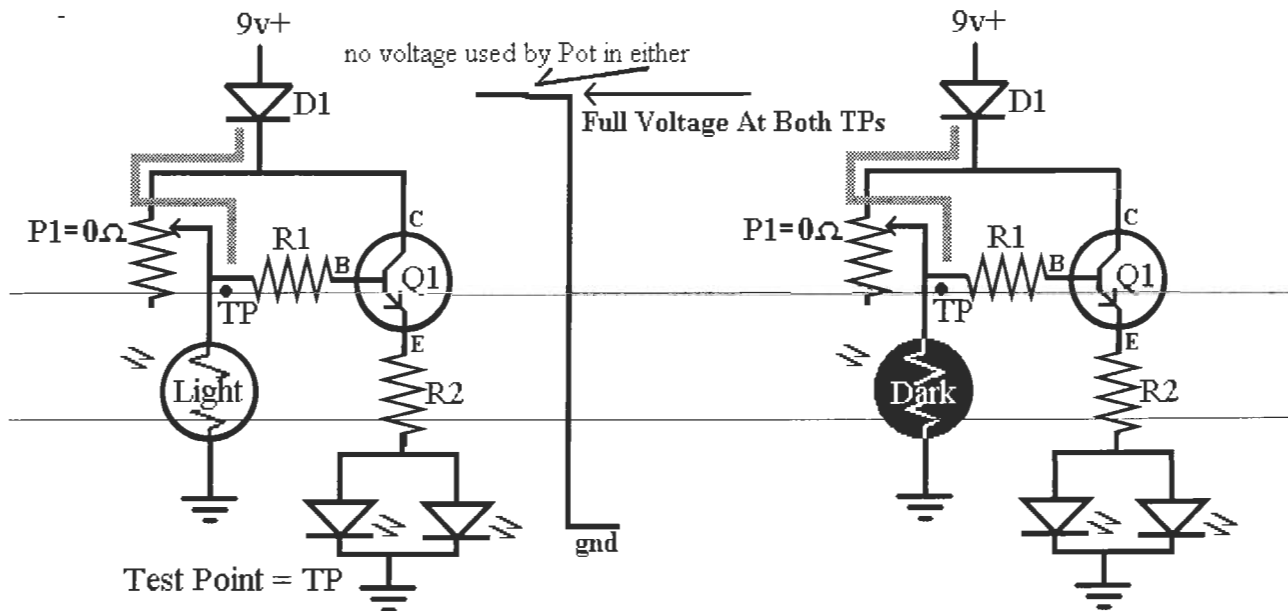 9v+
D1
no voltage used by Pot in either
Full Voltage At Both TPs
9v+
D1
P1=0Ω
R1
C
B
Q1
TP
E
Light
R2
gnd
Test Point = TP
P1=0Ω
R1
C
B
Q1
TP
E
Dark
R2